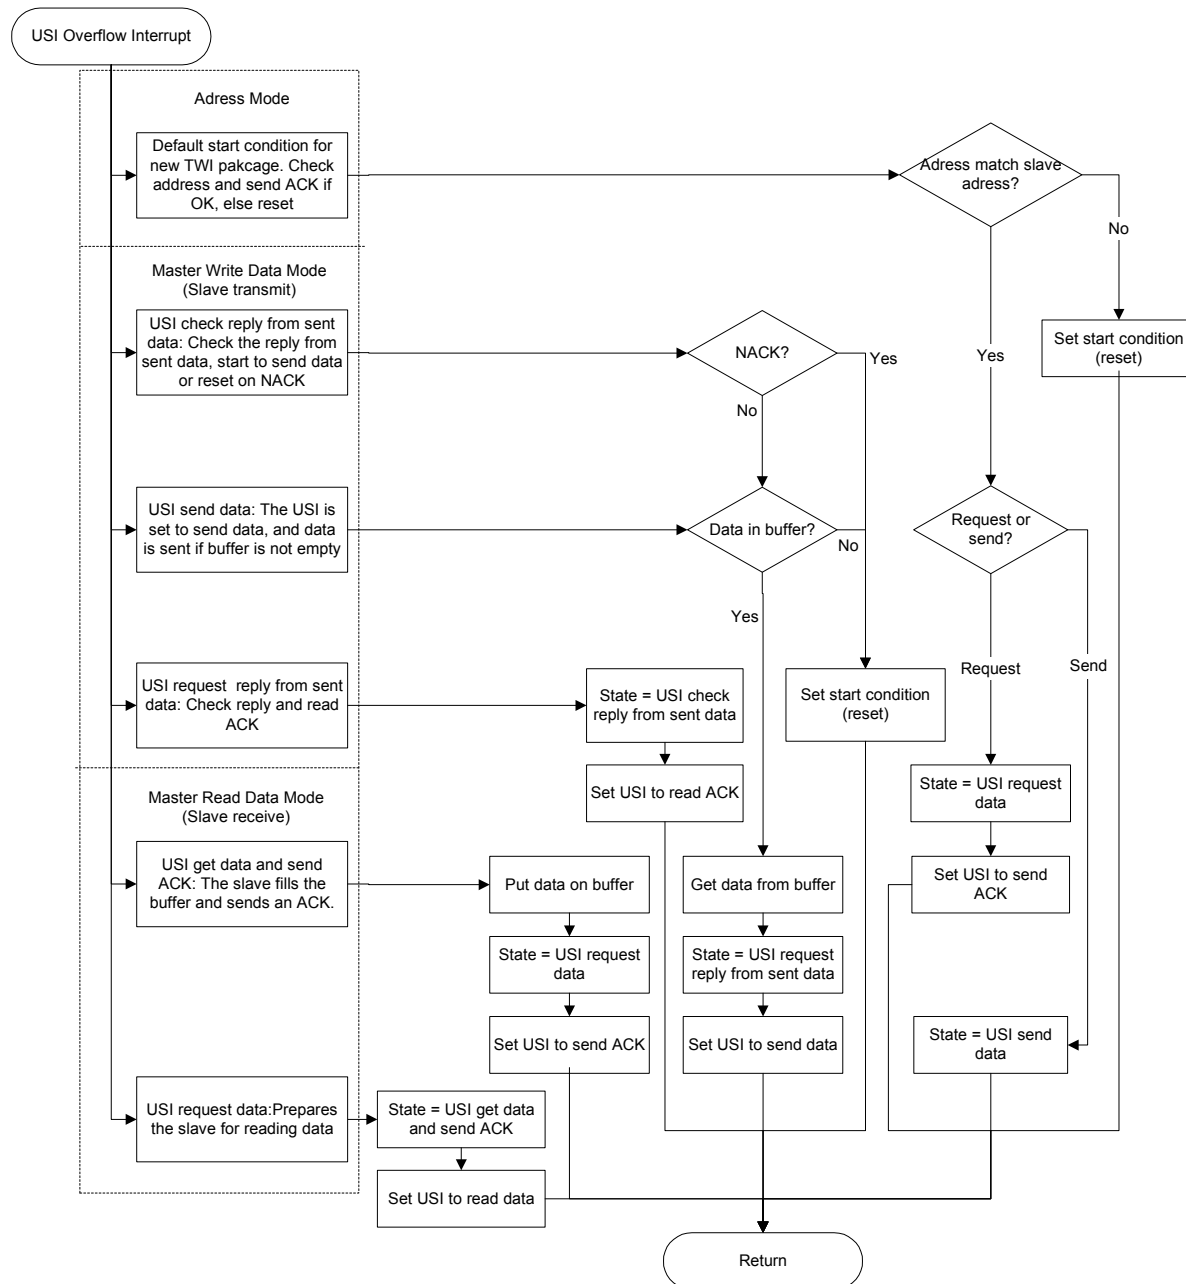 USI Overflow Interrupt
Adress Mode
Default start condition for
new TWI pakcage. Check
address and send ACK if
OK, else reset
Adress match slave
adress?
No
Yes
Set start condition
(reset)
Master Write Data Mode
(Slave transmit)
USI check reply from sent
data: Check the reply from
sent data, start to send data
or reset on NACK
NACK?
Yes
No
USI send data: The USI is
set to send data, and data
is sent if buffer is not empty
Data in buffer?
No
Yes
Request or
send?
Request
Send
USI request  reply from sent
data: Check reply and read
ACK
State = USI check
reply from sent data
Set USI to read ACK
Set start condition
(reset)
State = USI request
data
Set USI to send
ACK
Master Read Data Mode
(Slave receive)
USI get data and send
ACK: The slave fills the
buffer and sends an ACK.
Put data on buffer
State = USI request
data
Set USI to send ACK
Get data from buffer
State = USI request
reply from sent data
Set USI to send data
State = USI send
data
USI request data:Prepares
the slave for reading data
State = USI get data
and send ACK
Set USI to read data
Return